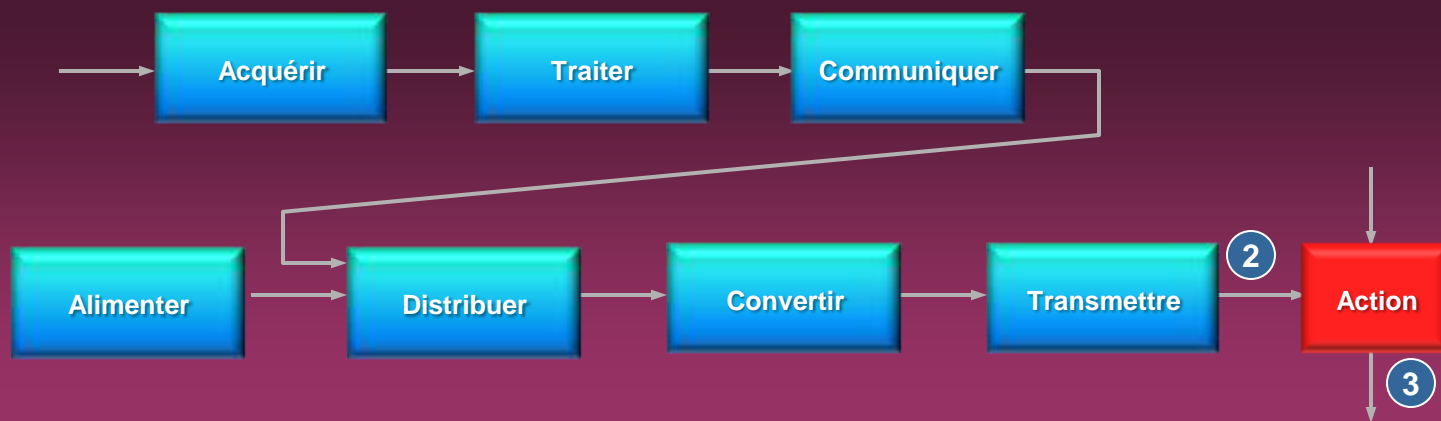 Acquérir
Traiter
Communiquer
Alimenter
Distribuer
Convertir
Transmettre
2
Action
3